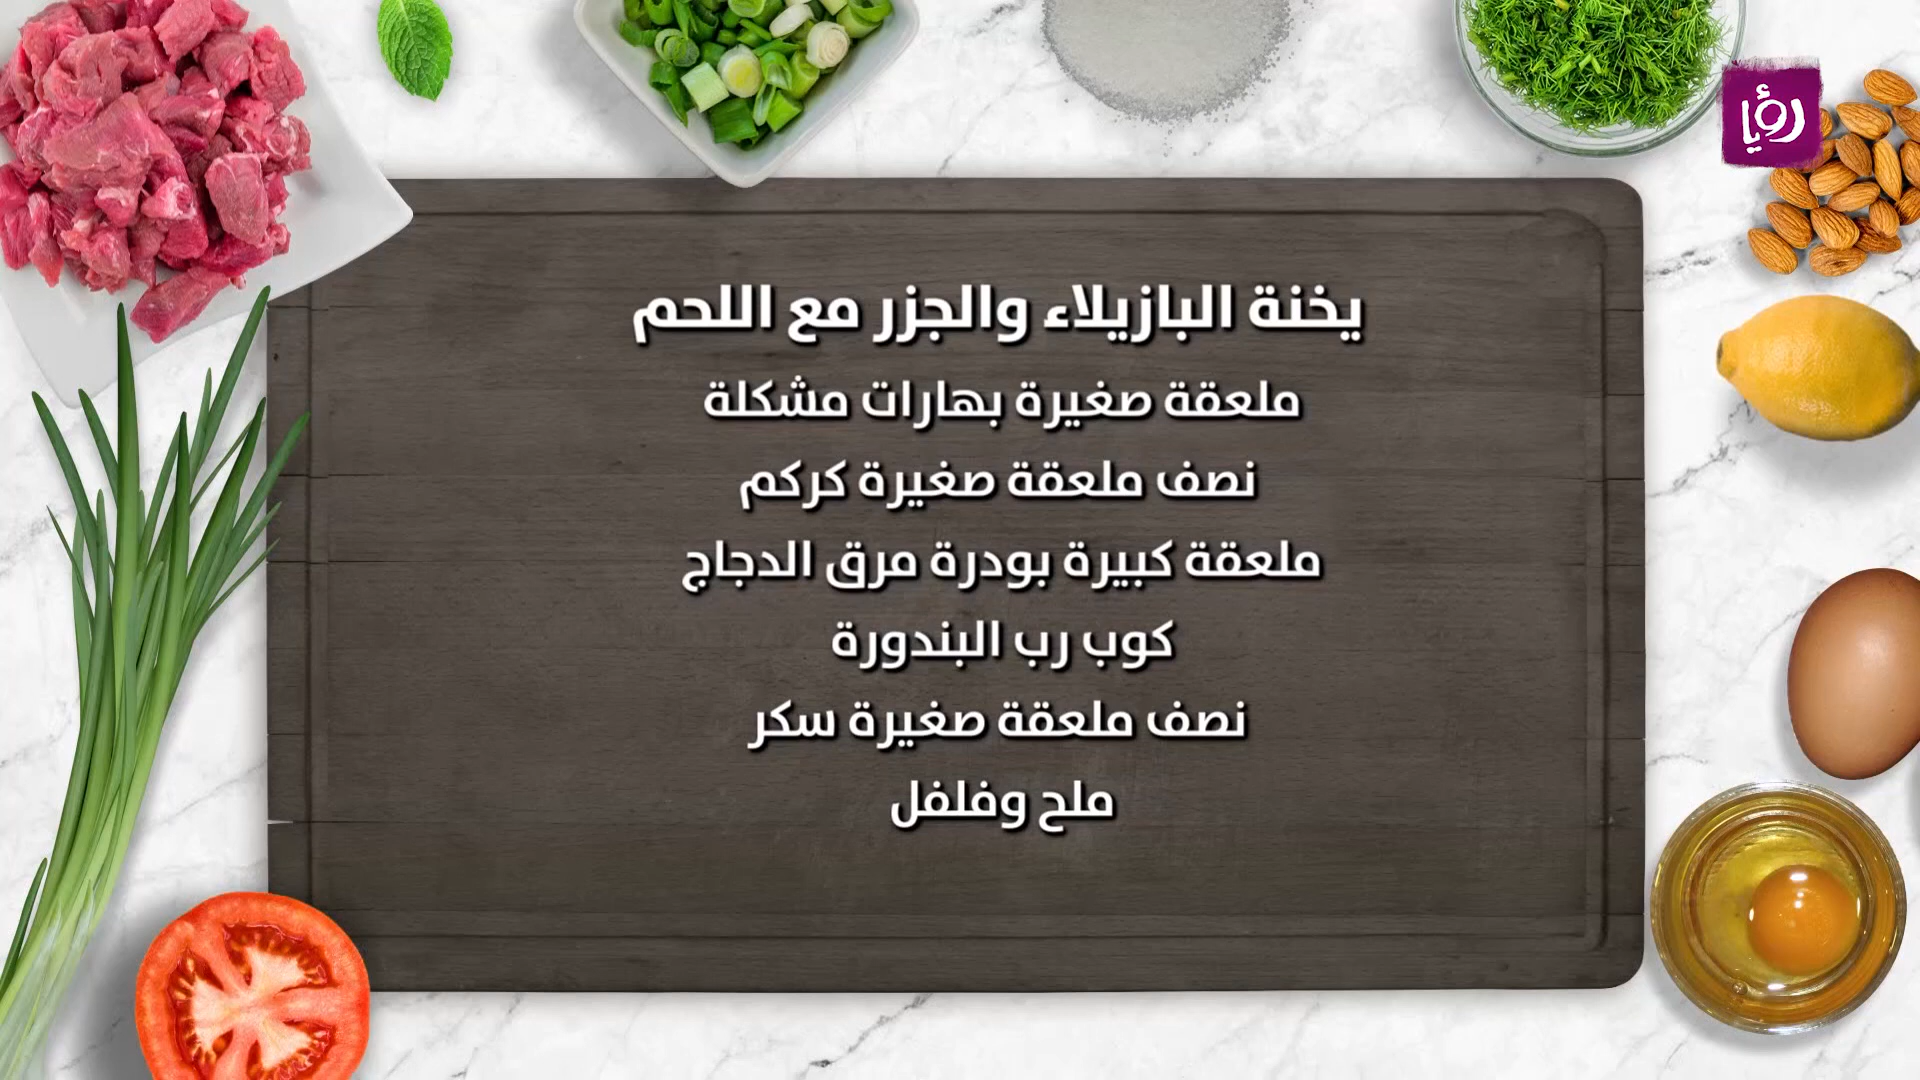 رؤيا
يخنة البازيلاء والجزر مع اللحم
ملعقة صغيرة بهارات مشكلة
نصف ملعقة صغيرة كركم
ملعقة كبيرة بودرة مرق الدجاج
كوب رب البندورة
نصف ملعقة صغيرة سكر
ملح وفلفل